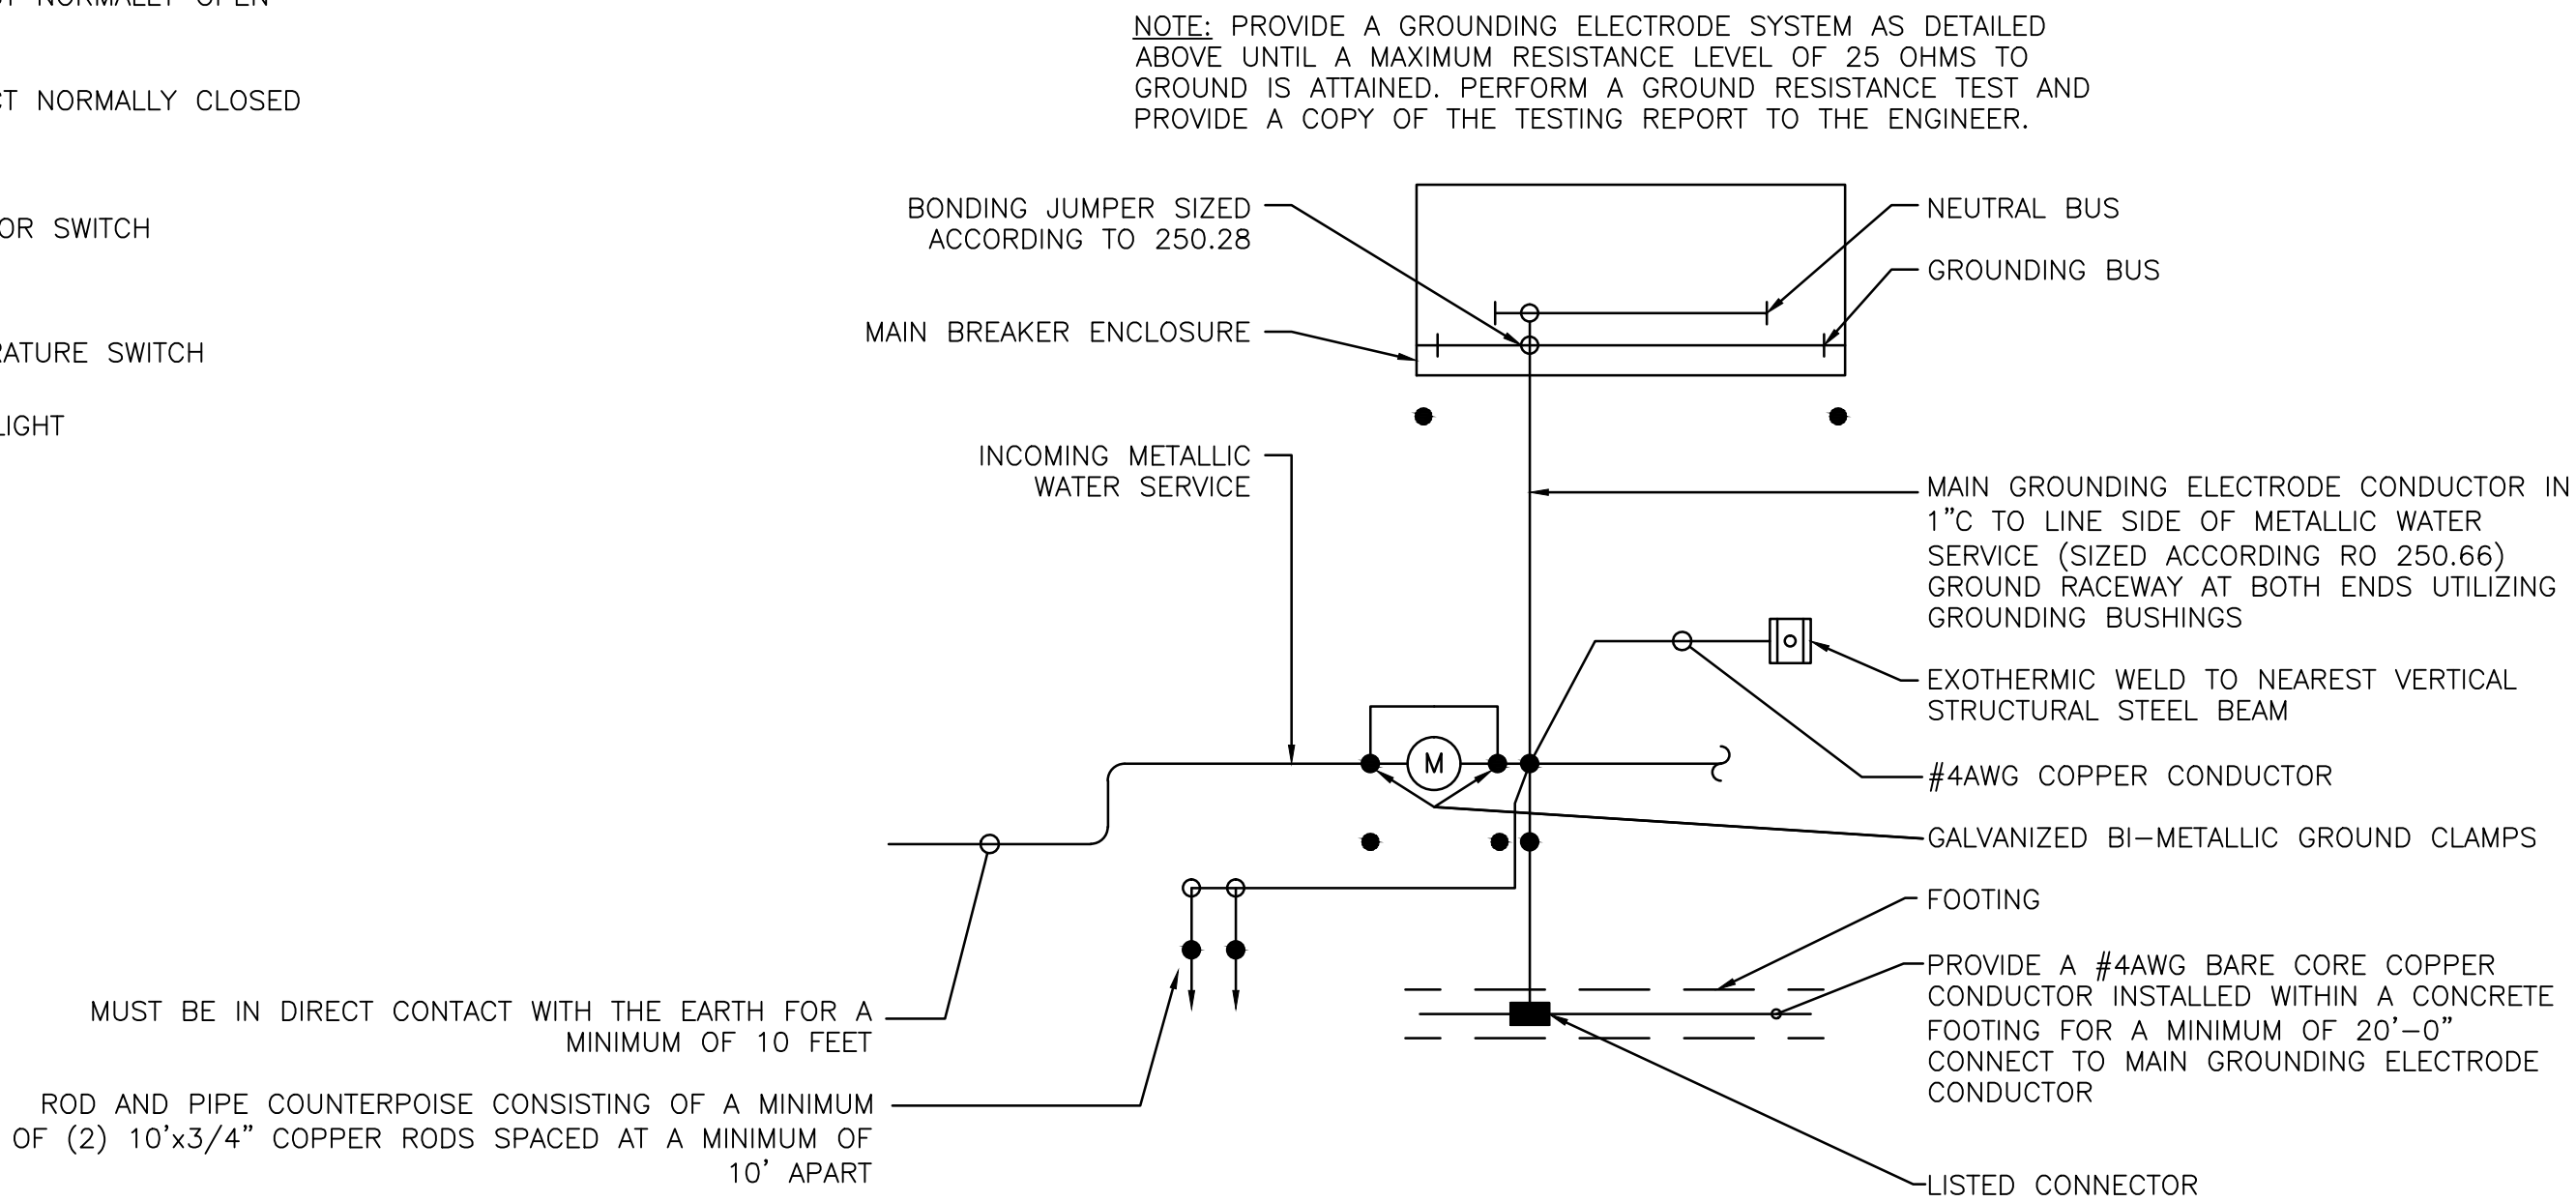 NORMALLY OPEN
NORMALLY CLOSED
SWITCH
SWITCH
NOTE: PROVIDE A GROUNDING ELECTRODE SYSTEM AS DETAILED
ABOVE UNTIL A MAXIMUM RESISTANCE LEVEL OF 25 OHMS TO
GROUND IS ATTAINED. PERFORM A GROUND RESISTANCE TEST AND
PROVIDE A COPY OF THE TESTING REPORT TO THE ENGINEER.
BONDING JUMPER SIZED
ACCORDING TO 250.28
MAIN BREAKER ENCLOSURE
INCOMING METALLIC
WATER SERVICE
NEUTRAL BUS
GROUNDING BUS
MAIN GROUNDING ELECTRODE CONDUCTOR IN
1"C TO LINE SIDE OF METALLIC WATER
SERVICE (SIZED ACCORDING RO 250.66)
GROUND RACEWAY AT BOTH ENDS UTILIZING
GROUNDING BUSHINGS
EXOTHERMIC WELD TO NEAREST VERTICAL
STRUCTURAL STEEL BEAM
M
#4AWG COPPER CONDUCTOR
GALVANIZED BI-METALLIC GROUND CLAMPS
FOOTING
PROVIDE A #4AWG BARE CORE COPPER
CONDUCTOR INSTALLED WITHIN A CONCRETE
FOOTING FOR A MINIMUM OF 20'-0"
CONNECT TO MAIN GROUNDING ELECTRODE
CONDUCTOR
LISTED CONNECTOR
MUST BE IN DIRECT CONTACT WITH THE EARTH FOR A
MINIMUM OF 10 FEET
ROD AND PIPE COUNTERPOISE CONSISTING OF A MINIMUM
OF (2) 10'x3/4" COPPER RODS SPACED AT A MINIMUM OF
10' APART